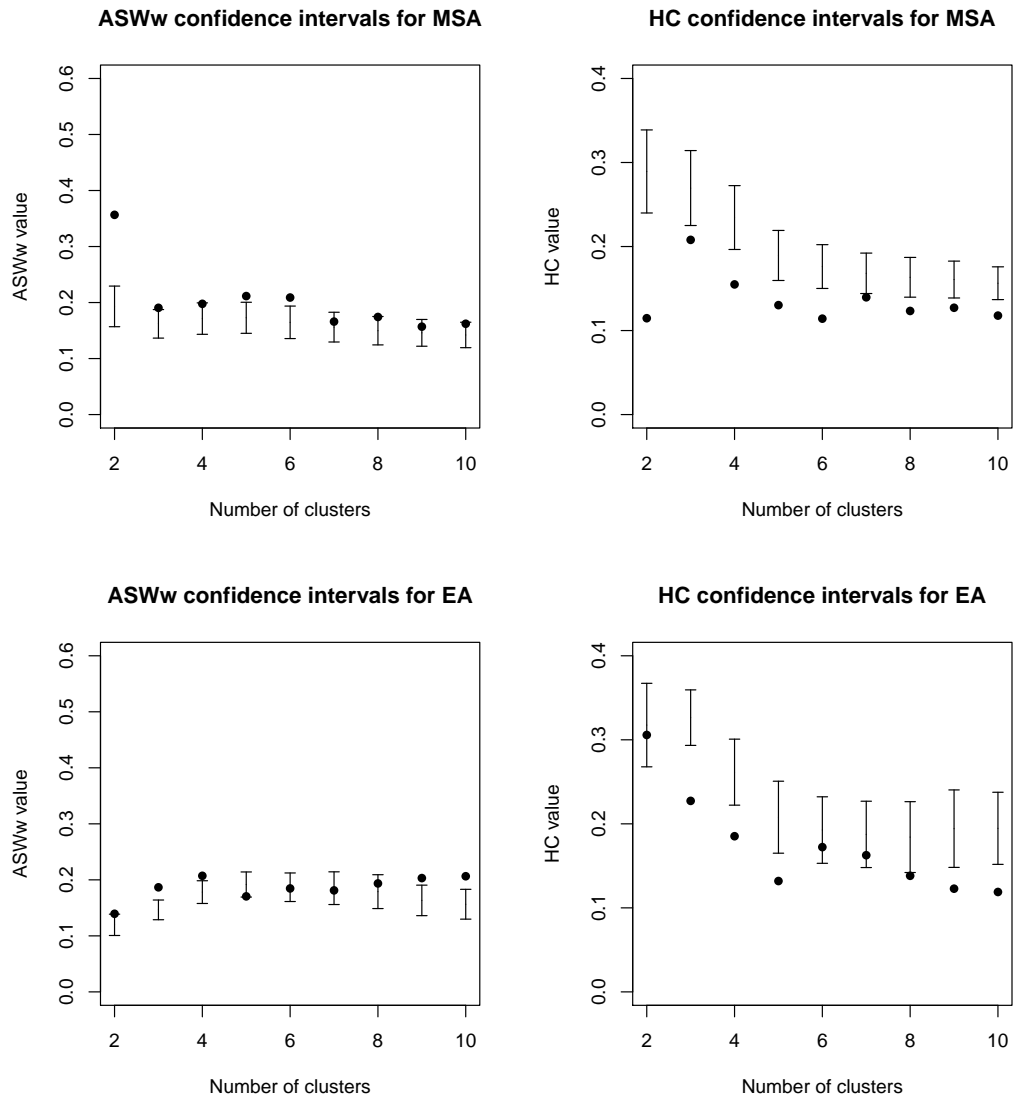 ASWw confidence intervals for MSA
ASWw value
0.0 0.1 0.2 0.3 0.4 0.5 0.6
2 4 6 8 10
Number of clusters
HC confidence intervals for MSA
HC value
0.0 0.1 0.2 0.3 0.4
2 4 6 8 10
Number of clusters
ASWw confidence intervals for EA
ASWw value
0.0 0.1 0.2 0.3 0.4 0.5 0.6
2 4 6 8 10
Number of clusters
HC confidence intervals for EA
HC value
0.0 0.1 0.2 0.3 0.4
2 4 6 8 10
Number of clusters